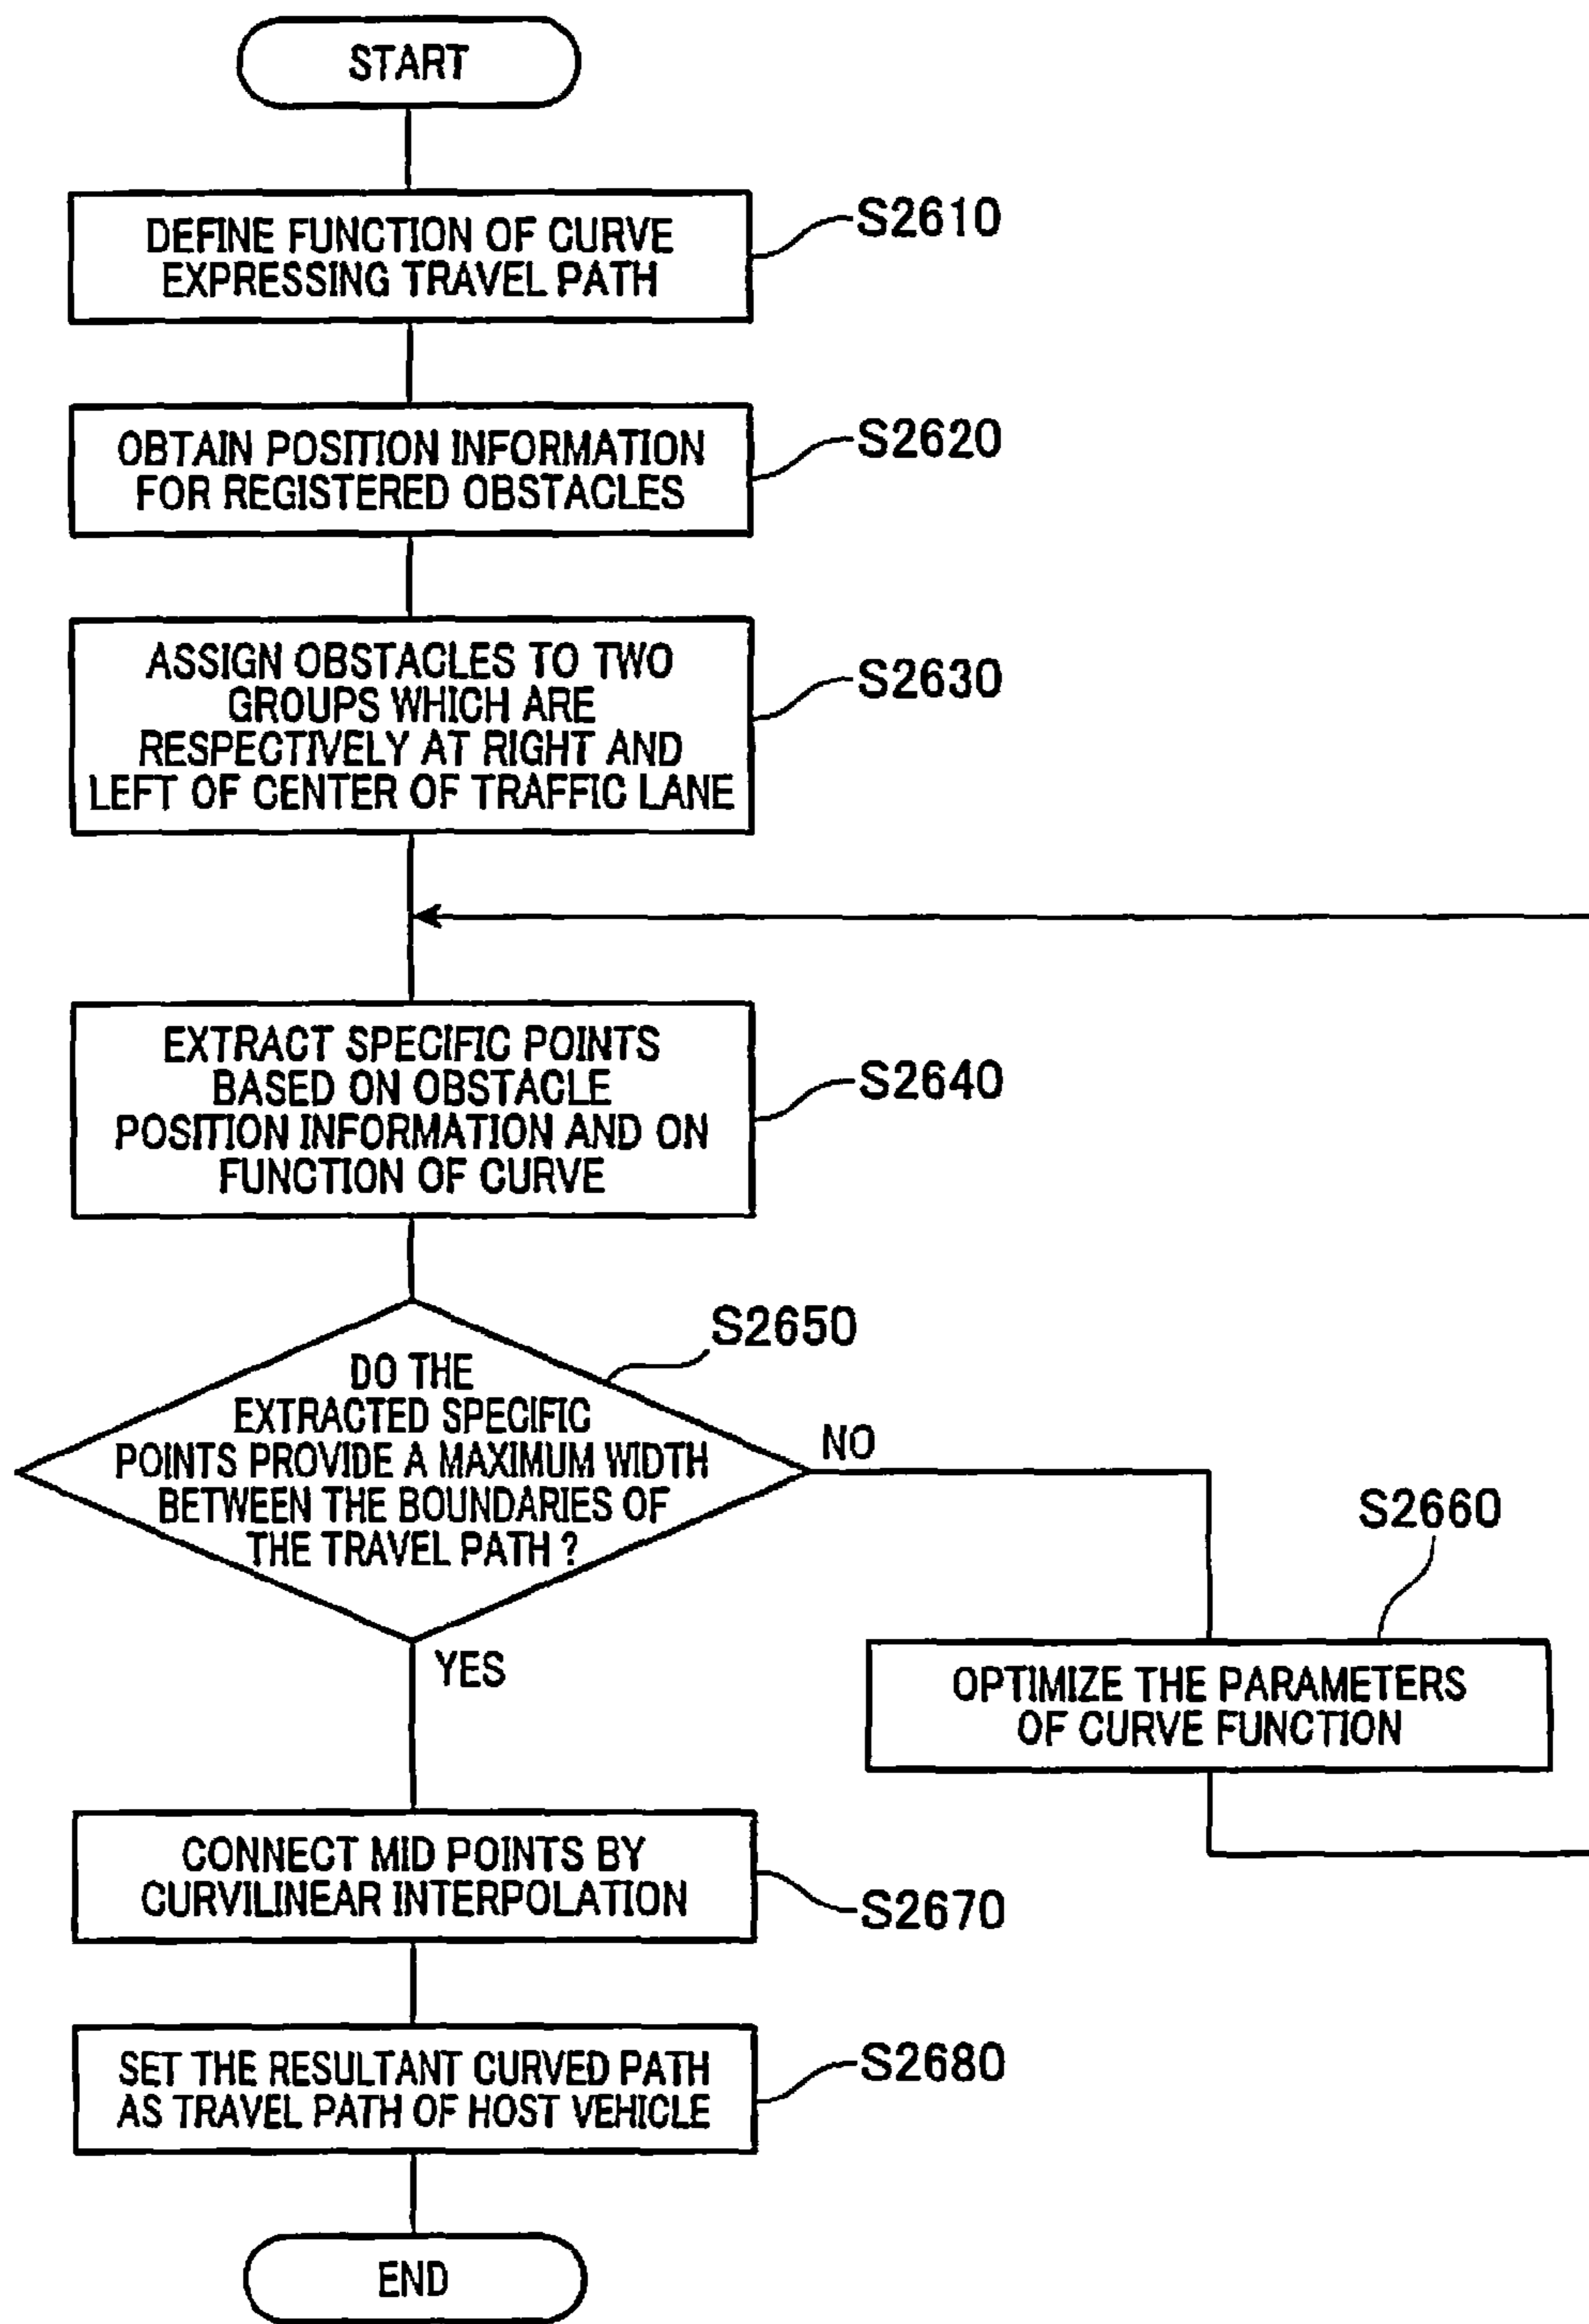 START
DEFINE FUNCTION OF CURVE
EXPRESSING TRAVEL PATH
S2610
OBTAIN POSITION INFORMATION
FOR REGISTERED OBSTACLES
S2620
ASSIGN OBSTACLES TO TWO
GROUPS WHICH ARE
RESPECTIVELY AT RIGHT AND
LEFT OF CENTER OF TRAFFIC LANE
S2630
EXTRACT SPECIFIC POINTS
BASED ON OBSTACLE
POSITION INFORMATION AND ON
FUNCTION OF CURVE
S2640
DO THE
EXTRACTED SPECIFIC
POINTS PROVIDE A MAXIMUM WIDTH
BETWEEN THE BOUNDARIES OF
THE TRAVEL PATH ?
S2650
NO
S2660
OPTIMIZE THE PARAMETERS
OF CURVE FUNCTION
YES
CONNECT MID POINTS BY
CURVILINEAR INTERPOLATION
S2670
SET THE RESULTANT CURVED PATH
AS TRAVEL PATH OF HOST VEHICLE
S2680
END